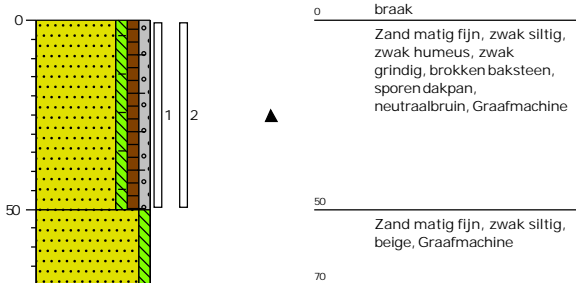 0
50
1
2
0
braak
Zand matig fijn, zwak siltig,
zwak humeus, zwak
grindig, brokken baksteen,
sporen dakpan,
neutraalbruin, Graafmachine
50
Zand matig fijn, zwak siltig,
beige, Graafmachine
70